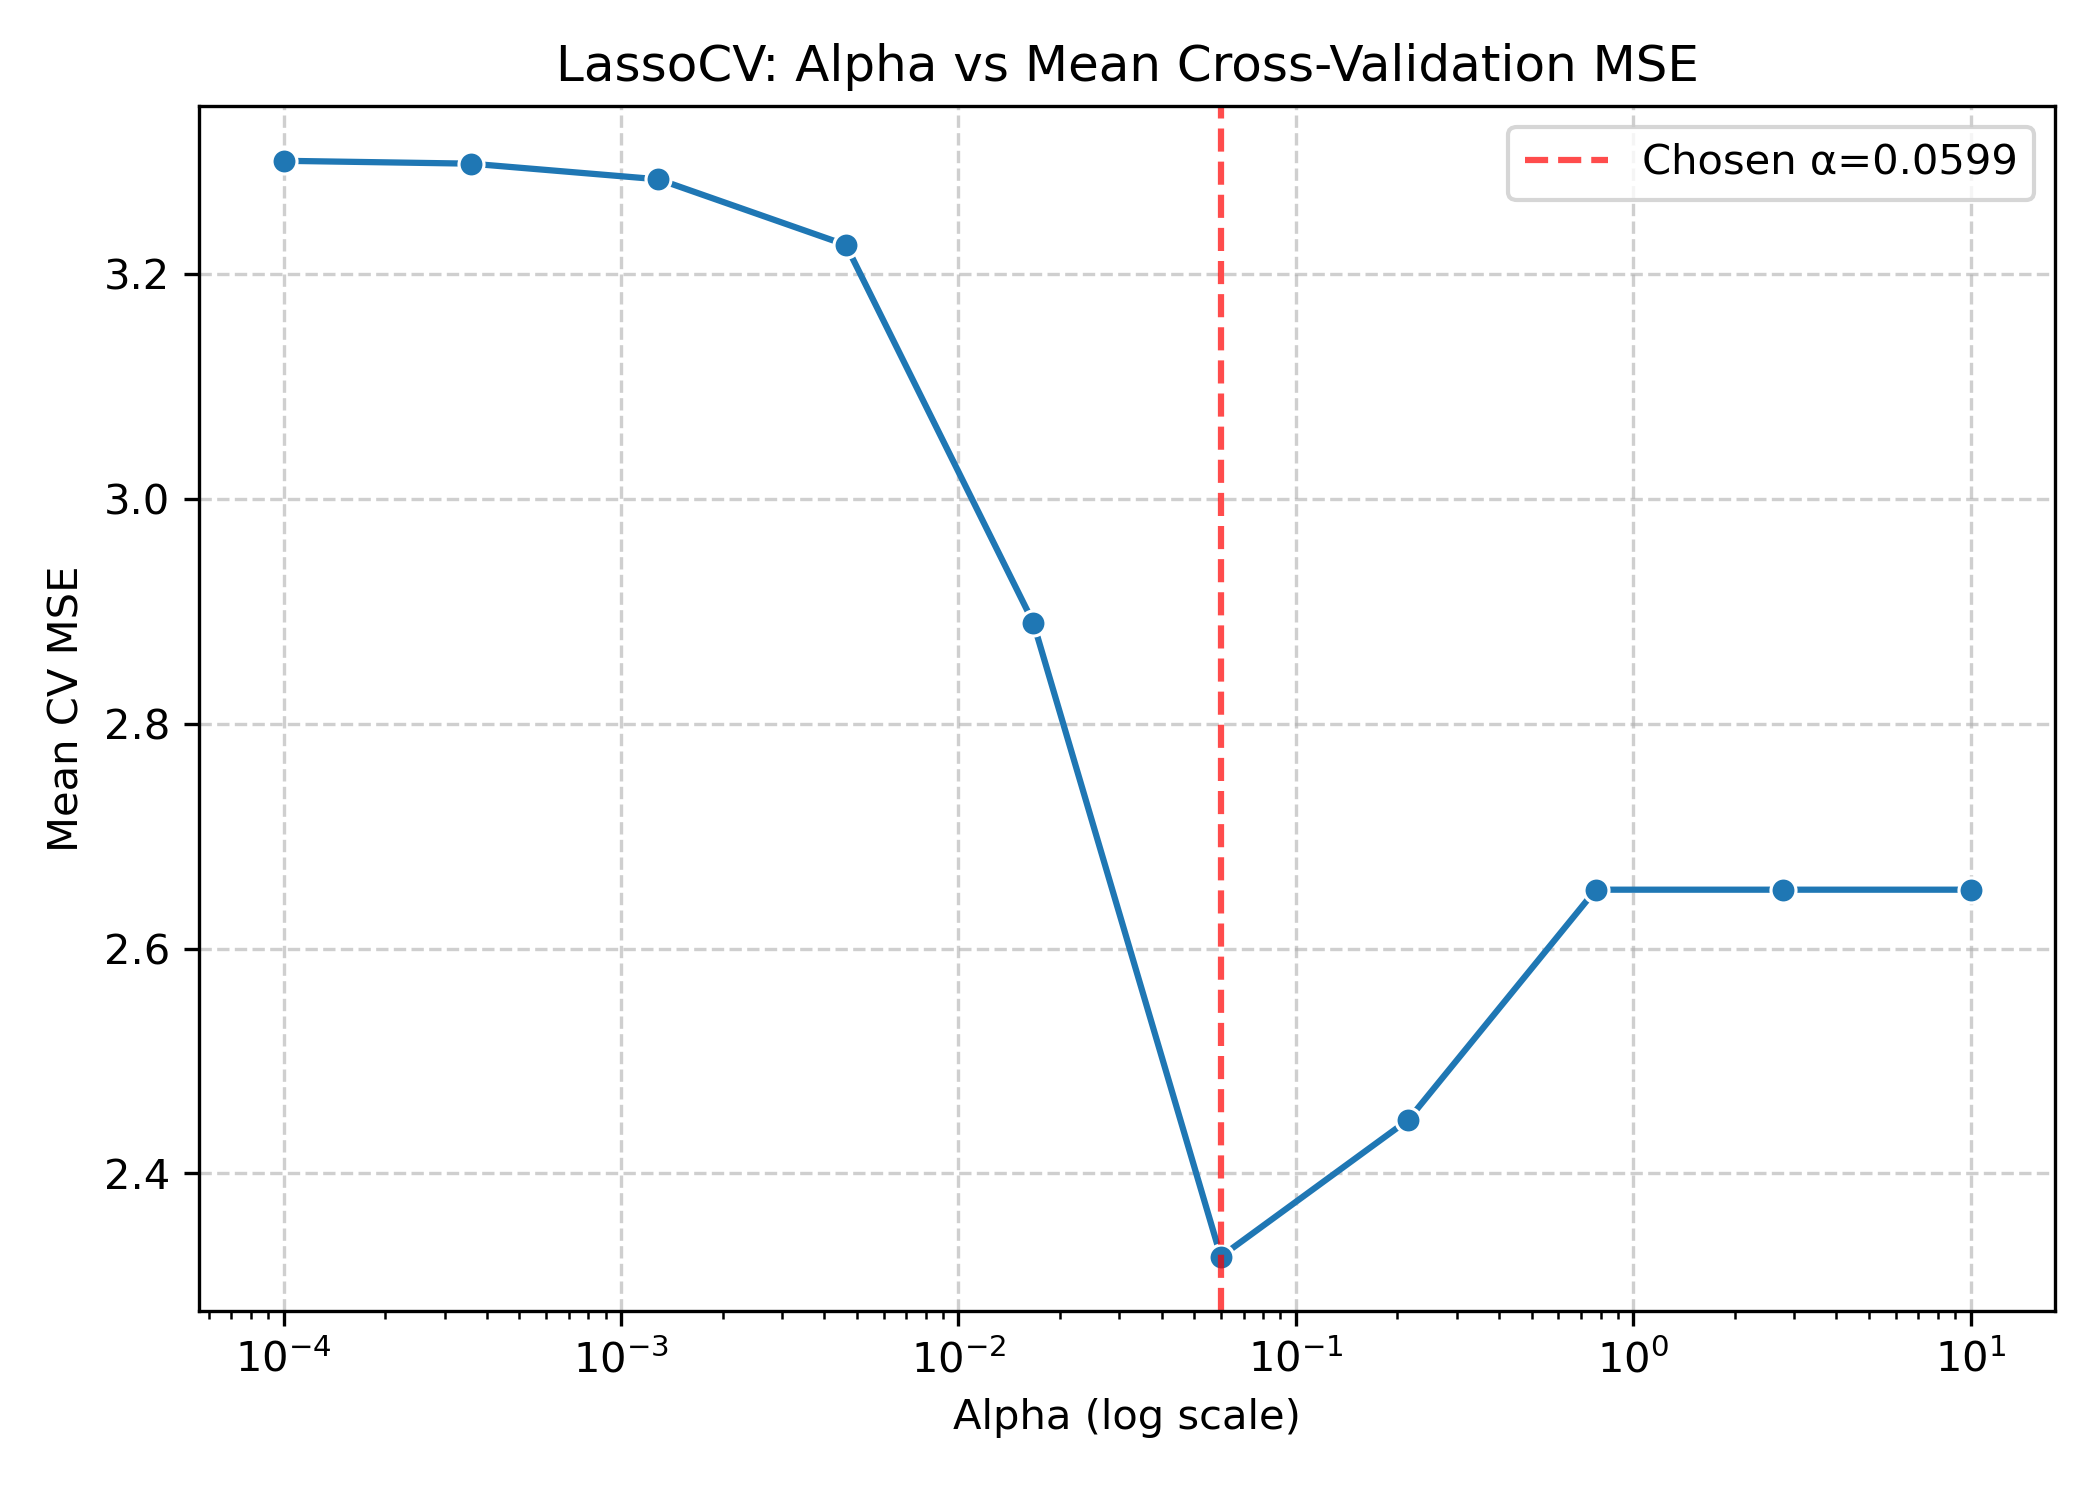 LassoCV: Alpha vs Mean Cross-Validation MSE
Chosen α=0.0599
Mean CV MSE
3.2
3.0
2.8
2.6
2.4
10⁻⁴ 10⁻³ 10⁻² 10⁻¹ 10⁰ 10¹
Alpha (log scale)